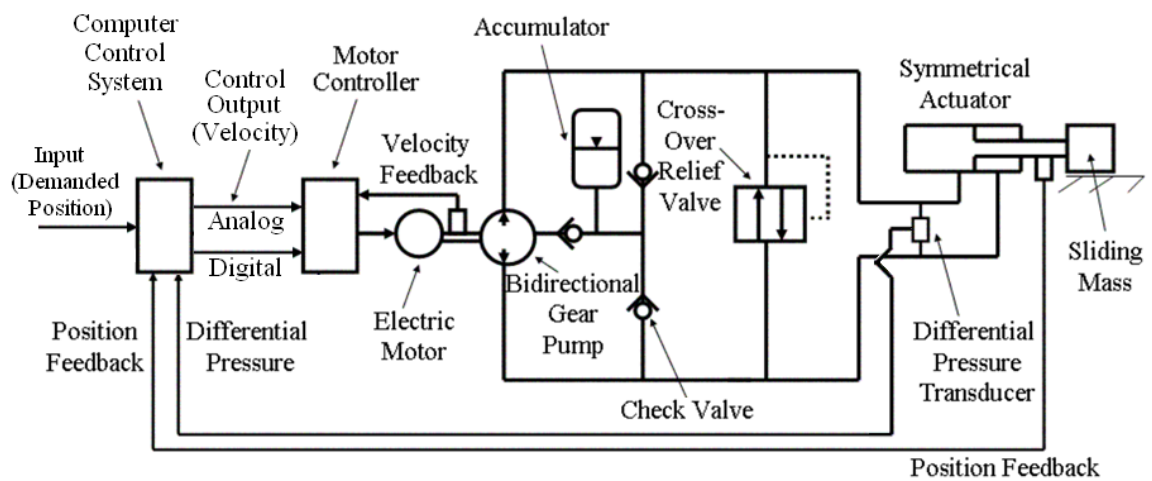 Computer
Control
System
Control
Output
(Velocity)
Motor
Controller
Accumulator
Symmetrical
Actuator
Input
(Demanded
Position)
Velocity
Feedback
Cross-
Over
Relief
Valve
Analog
Digital
Sliding
Mass
Position
Feedback
Differential
Pressure
Electric
Motor
Bidirectional
Gear
Pump
Check Valve
Differential
Pressure
Transducer
Position Feedback